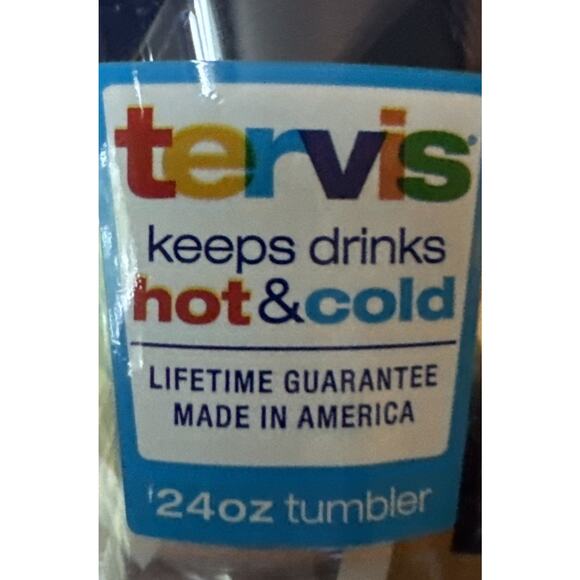 tervis®
keeps drinks
hot&cold
LIFETIME GUARANTEE
MADE IN AMERICA
24oz tumbler